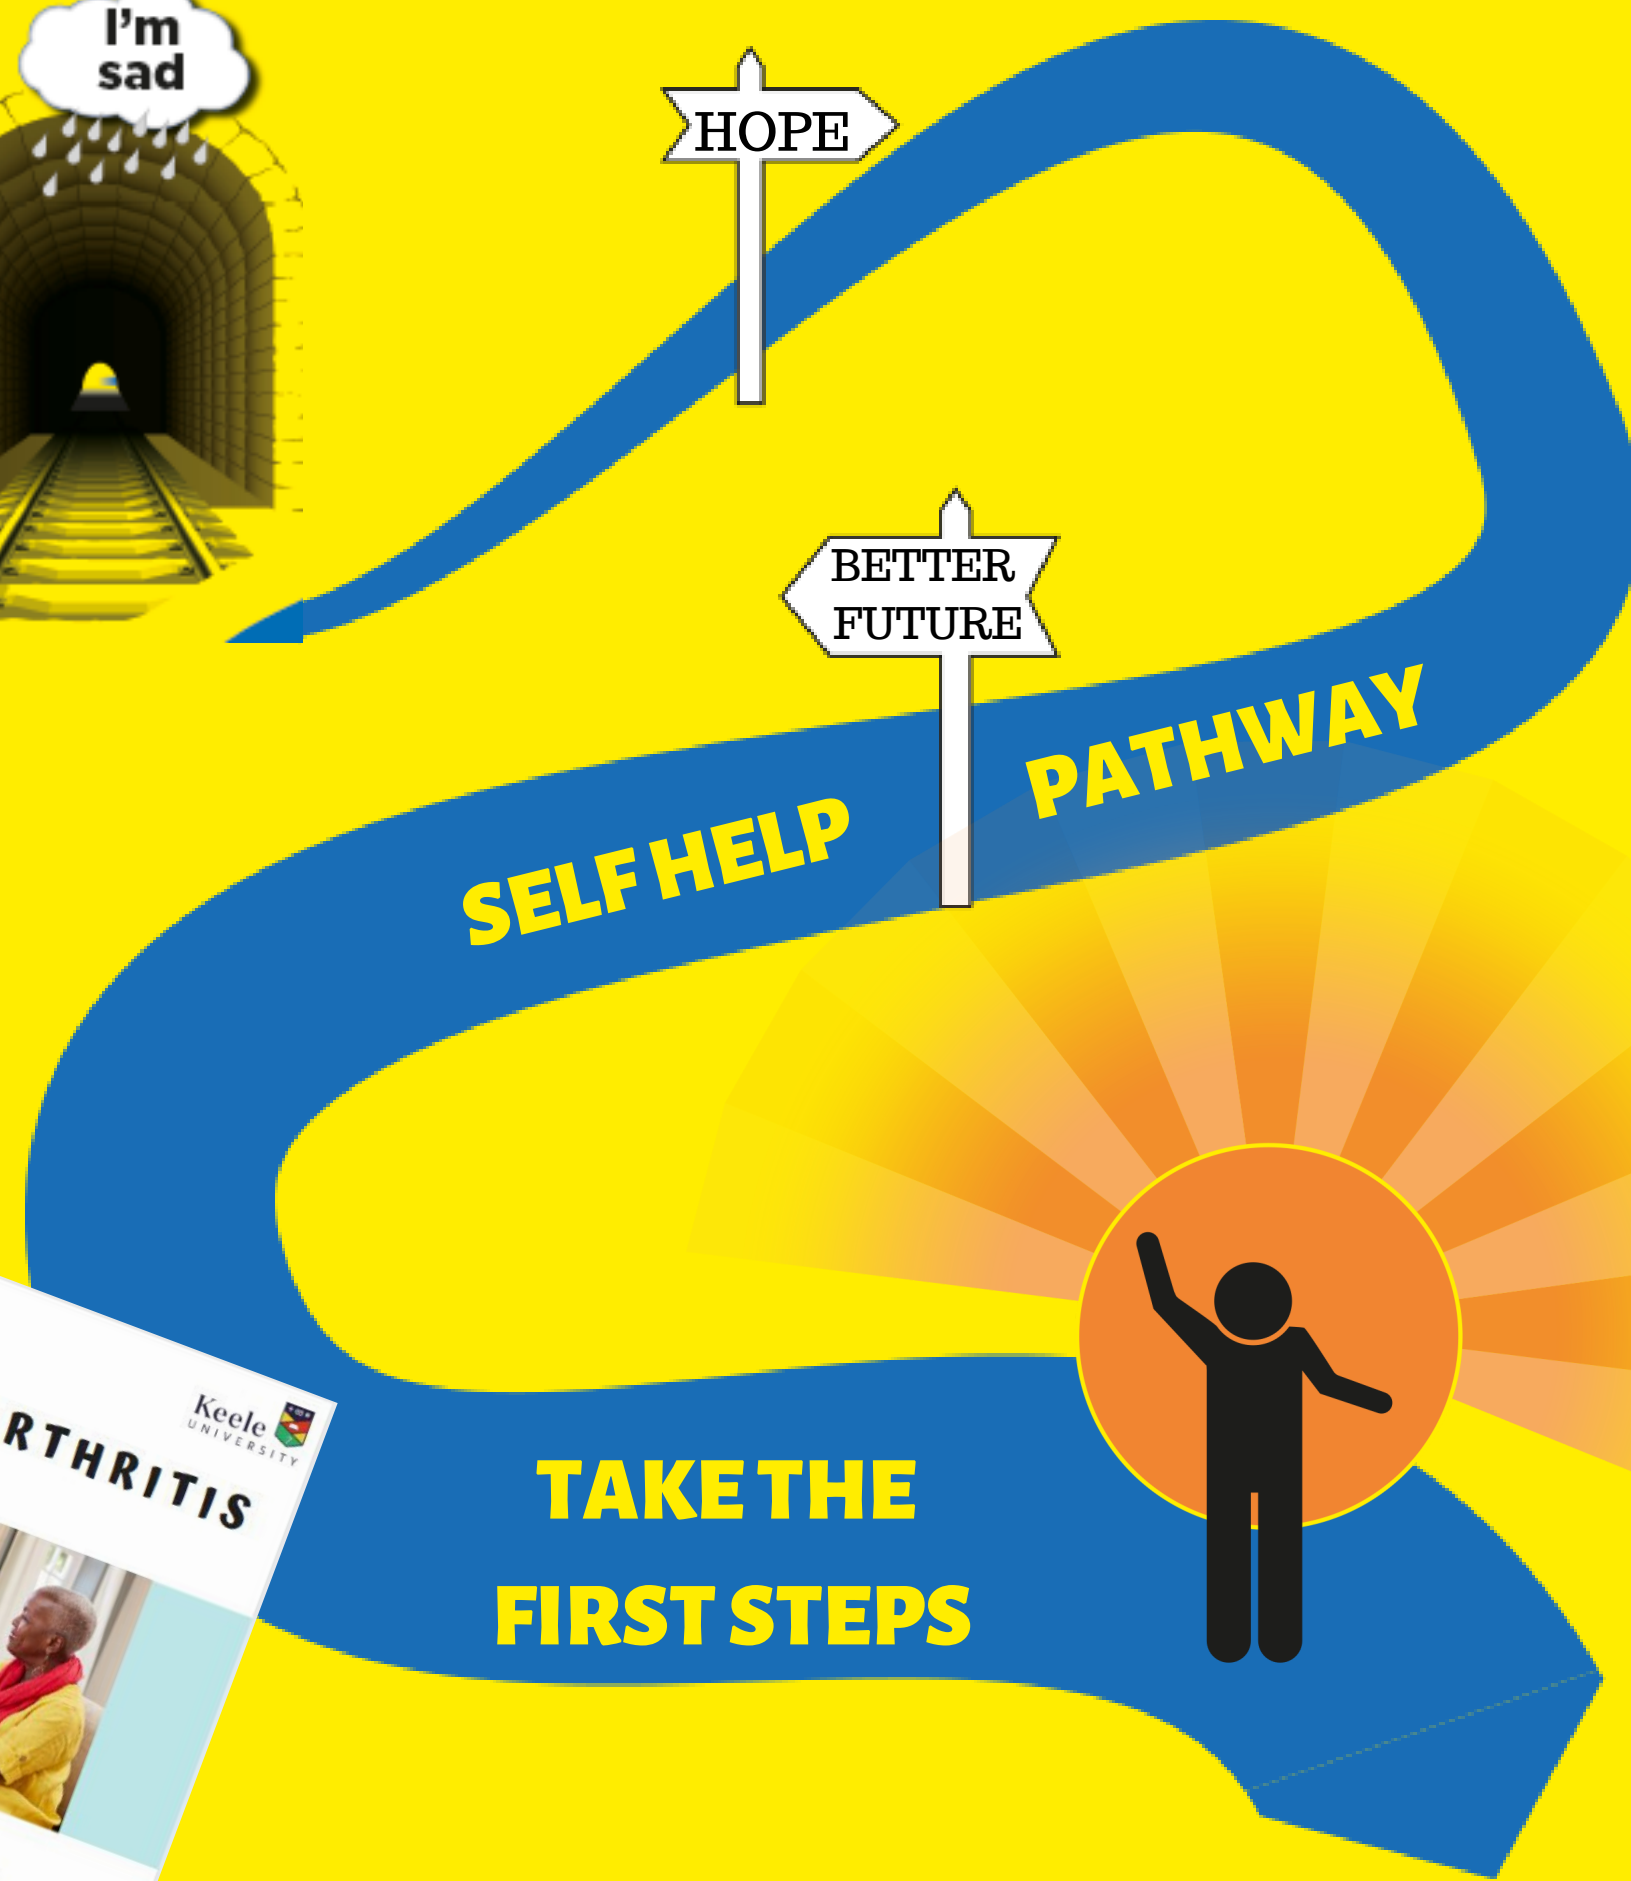 I'm
sad
HOPE
BETTER
FUTURE
SELF HELP
PATHWAY
Keele
UNIVERSITY
RTHRITIS
TAKE THE
FIRST STEPS